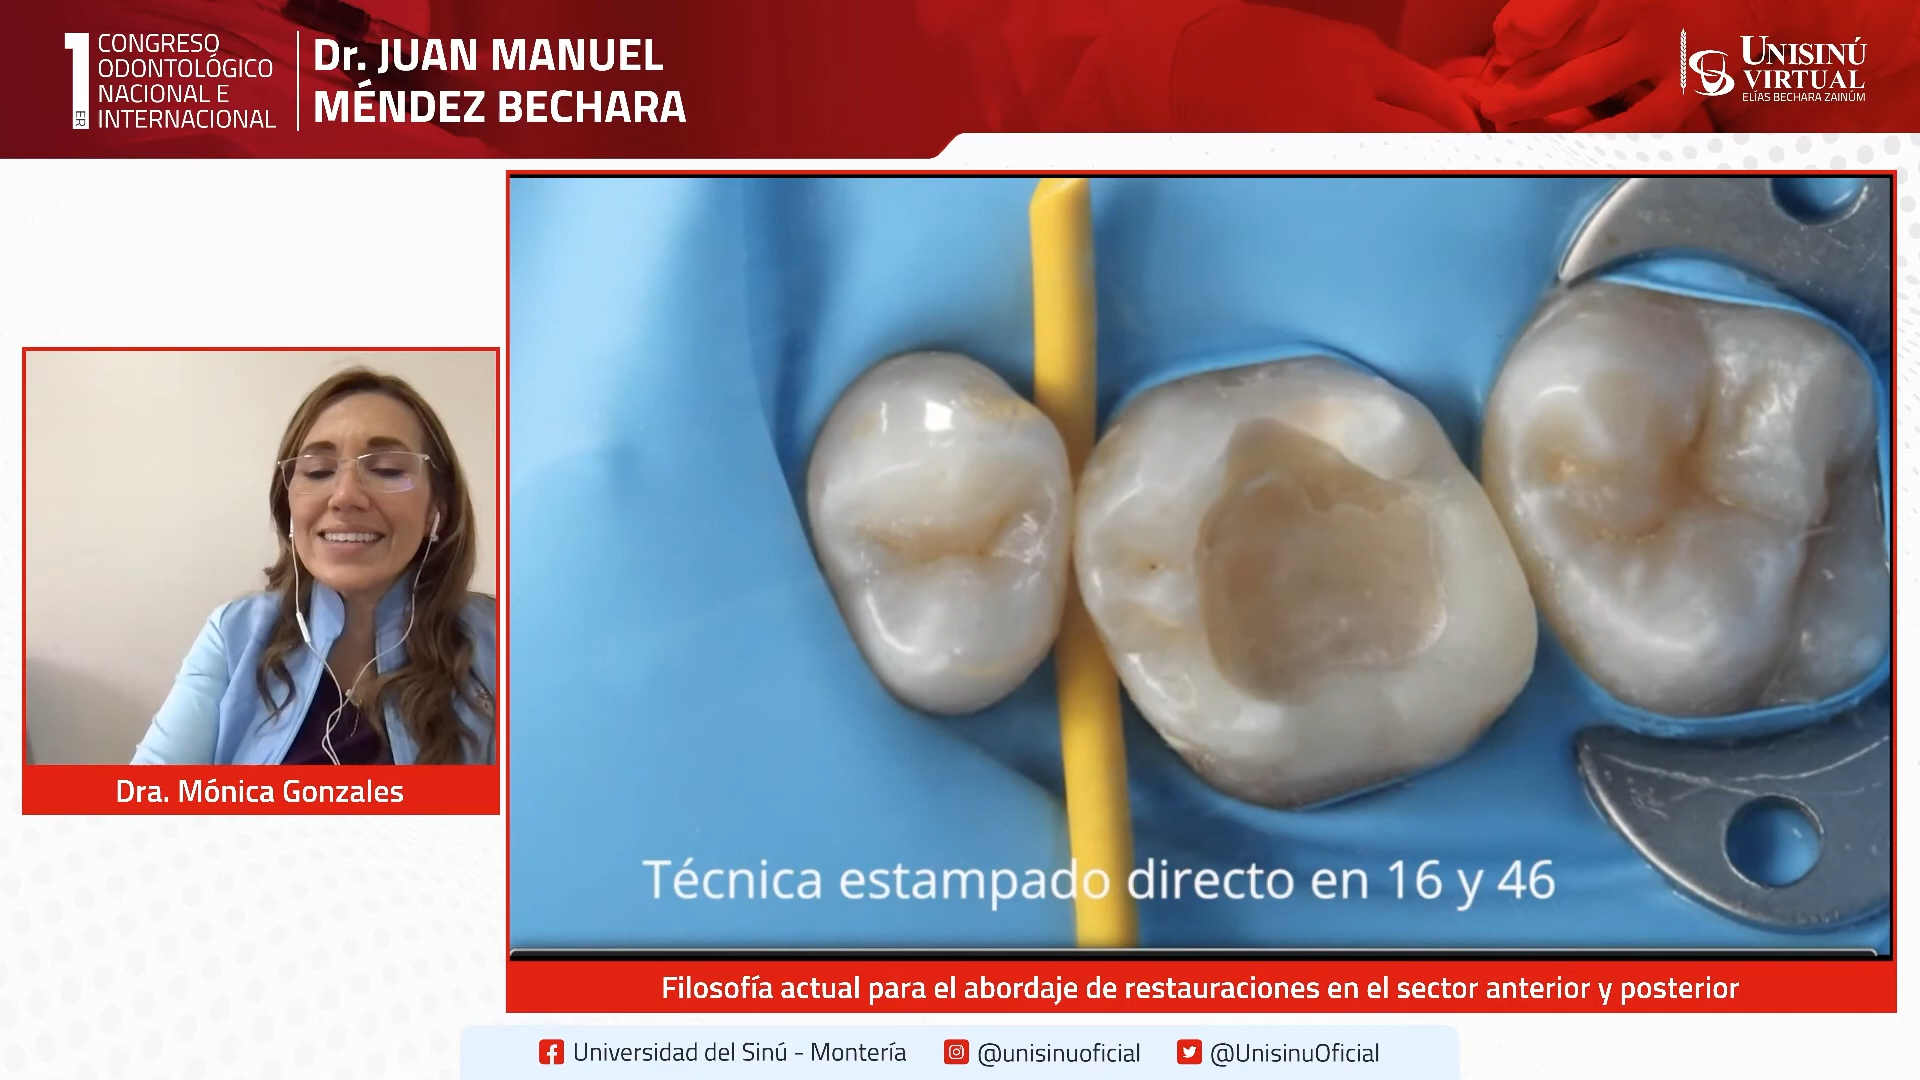 1ER
CONGRESO
ODONTOLÓGICO
NACIONAL E
INTERNACIONAL
Dr. JUAN MANUEL
MÉNDEZ BECHARA
UNISINÚ
VIRTUAL
ELÍAS BECHARA ZAINÚM
Dra. Mónica Gonzales
Técnica estampado directo en 16 y 46
Filosofía actual para el abordaje de restauraciones en el sector anterior y posterior
Universidad del Sinú - Montería
@unisinuoficial
@UnisinuOficial